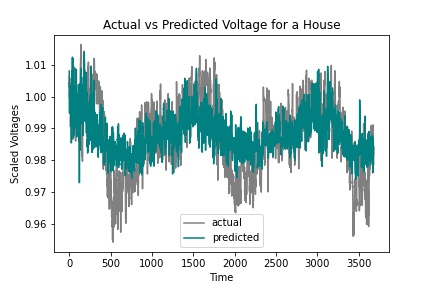 Actual vs Predicted Voltage for a House
Scaled Voltages
1.01
1.00
0.99
0.98
0.97
0.96
actual
predicted
0 500 1000 1500 2000 2500 3000 3500
Time